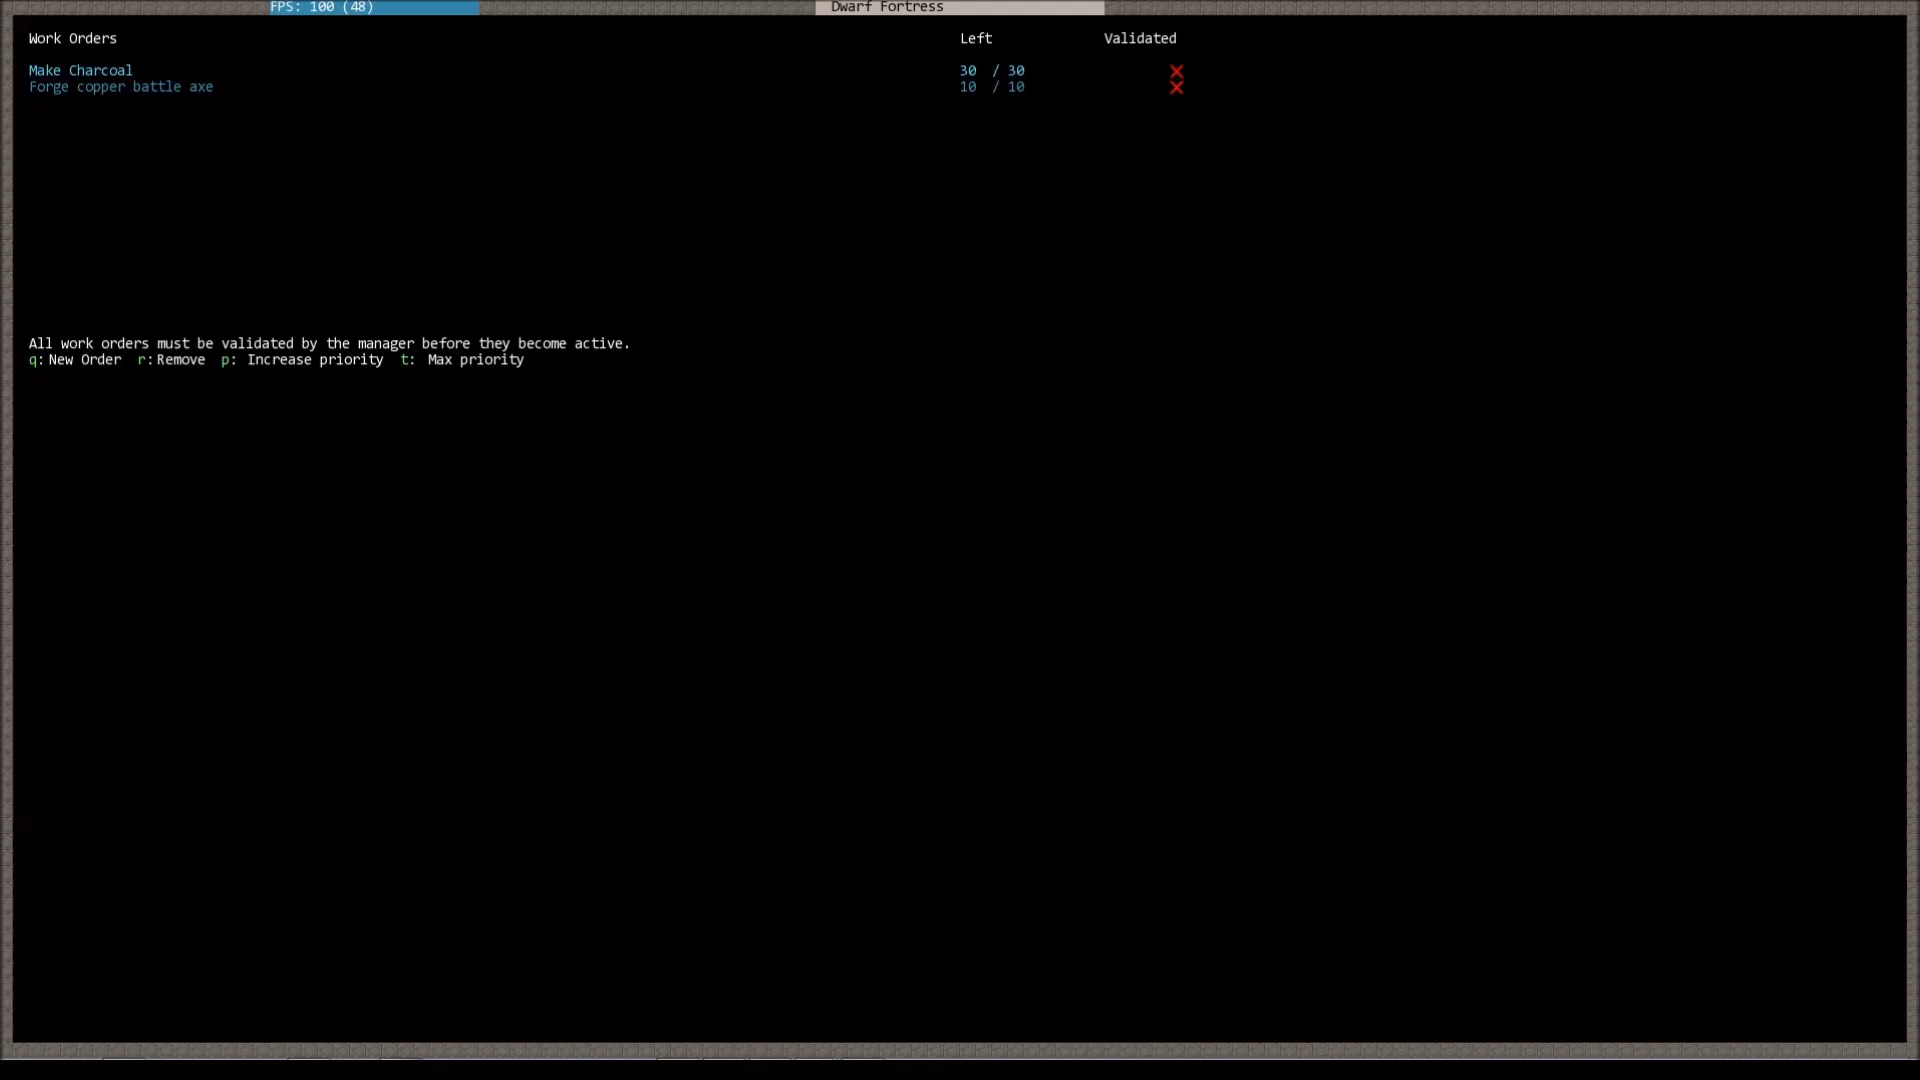 FPS: 100 (48) Dwarf Fortress
Work Orders Left Validated
Make Charcoal 30 / 30
Forge copper battle axe 10 / 10
All work orders must be validated by the manager before they become active.
q:New Order r:Remove p: Increase priority t: Max priority